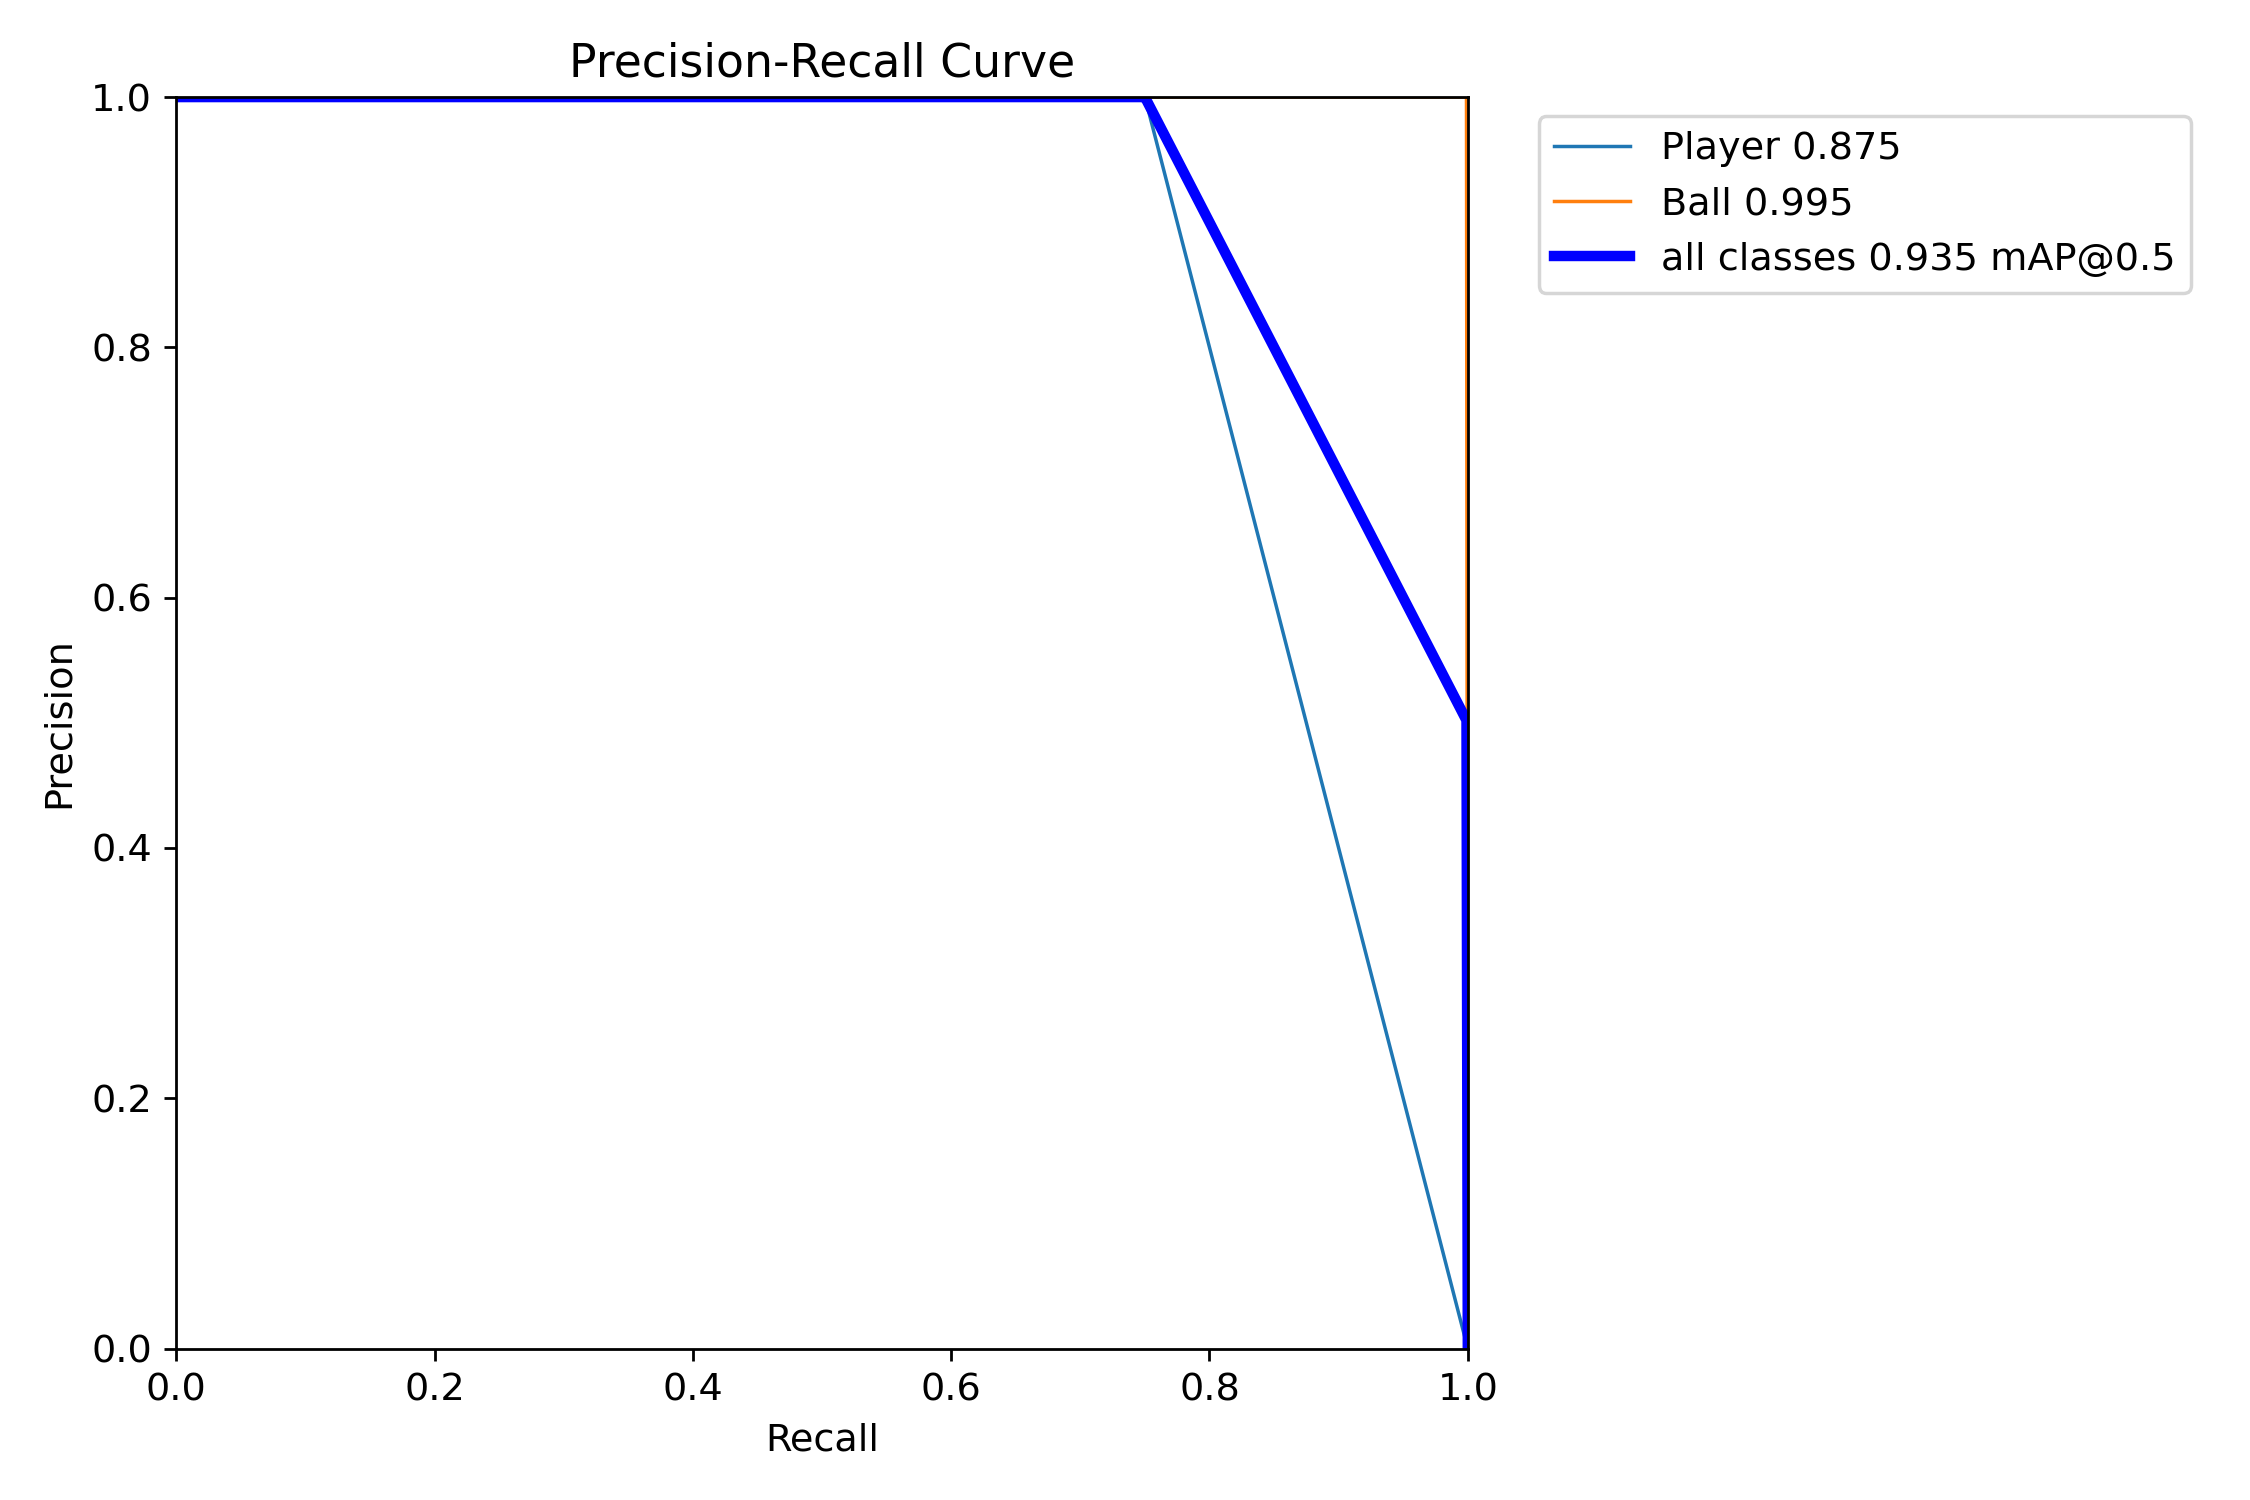 Precision-Recall Curve
1.0
0.8
0.6
0.4
0.2
0.0
Precision
0.0 0.2 0.4 0.6 0.8 1.0
Recall
Player 0.875
Ball 0.995
all classes 0.935 mAP@0.5